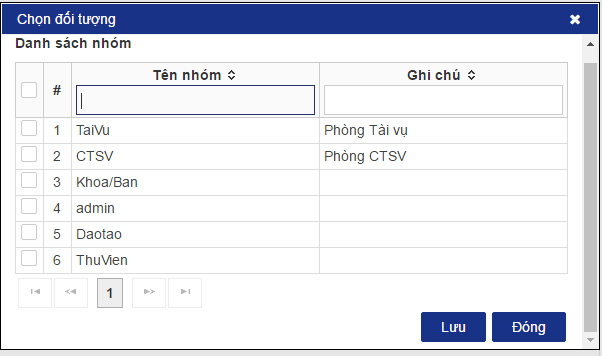 Chọn đối tượng
Danh sách nhóm
# Tên nhóm Ghi chú
1 TaiVu Phòng Tài vụ
2 CTSV Phòng CTSV
3 Khoa/Ban
4 admin
5 Daotao
6 ThuVien
1
Lưu Đóng